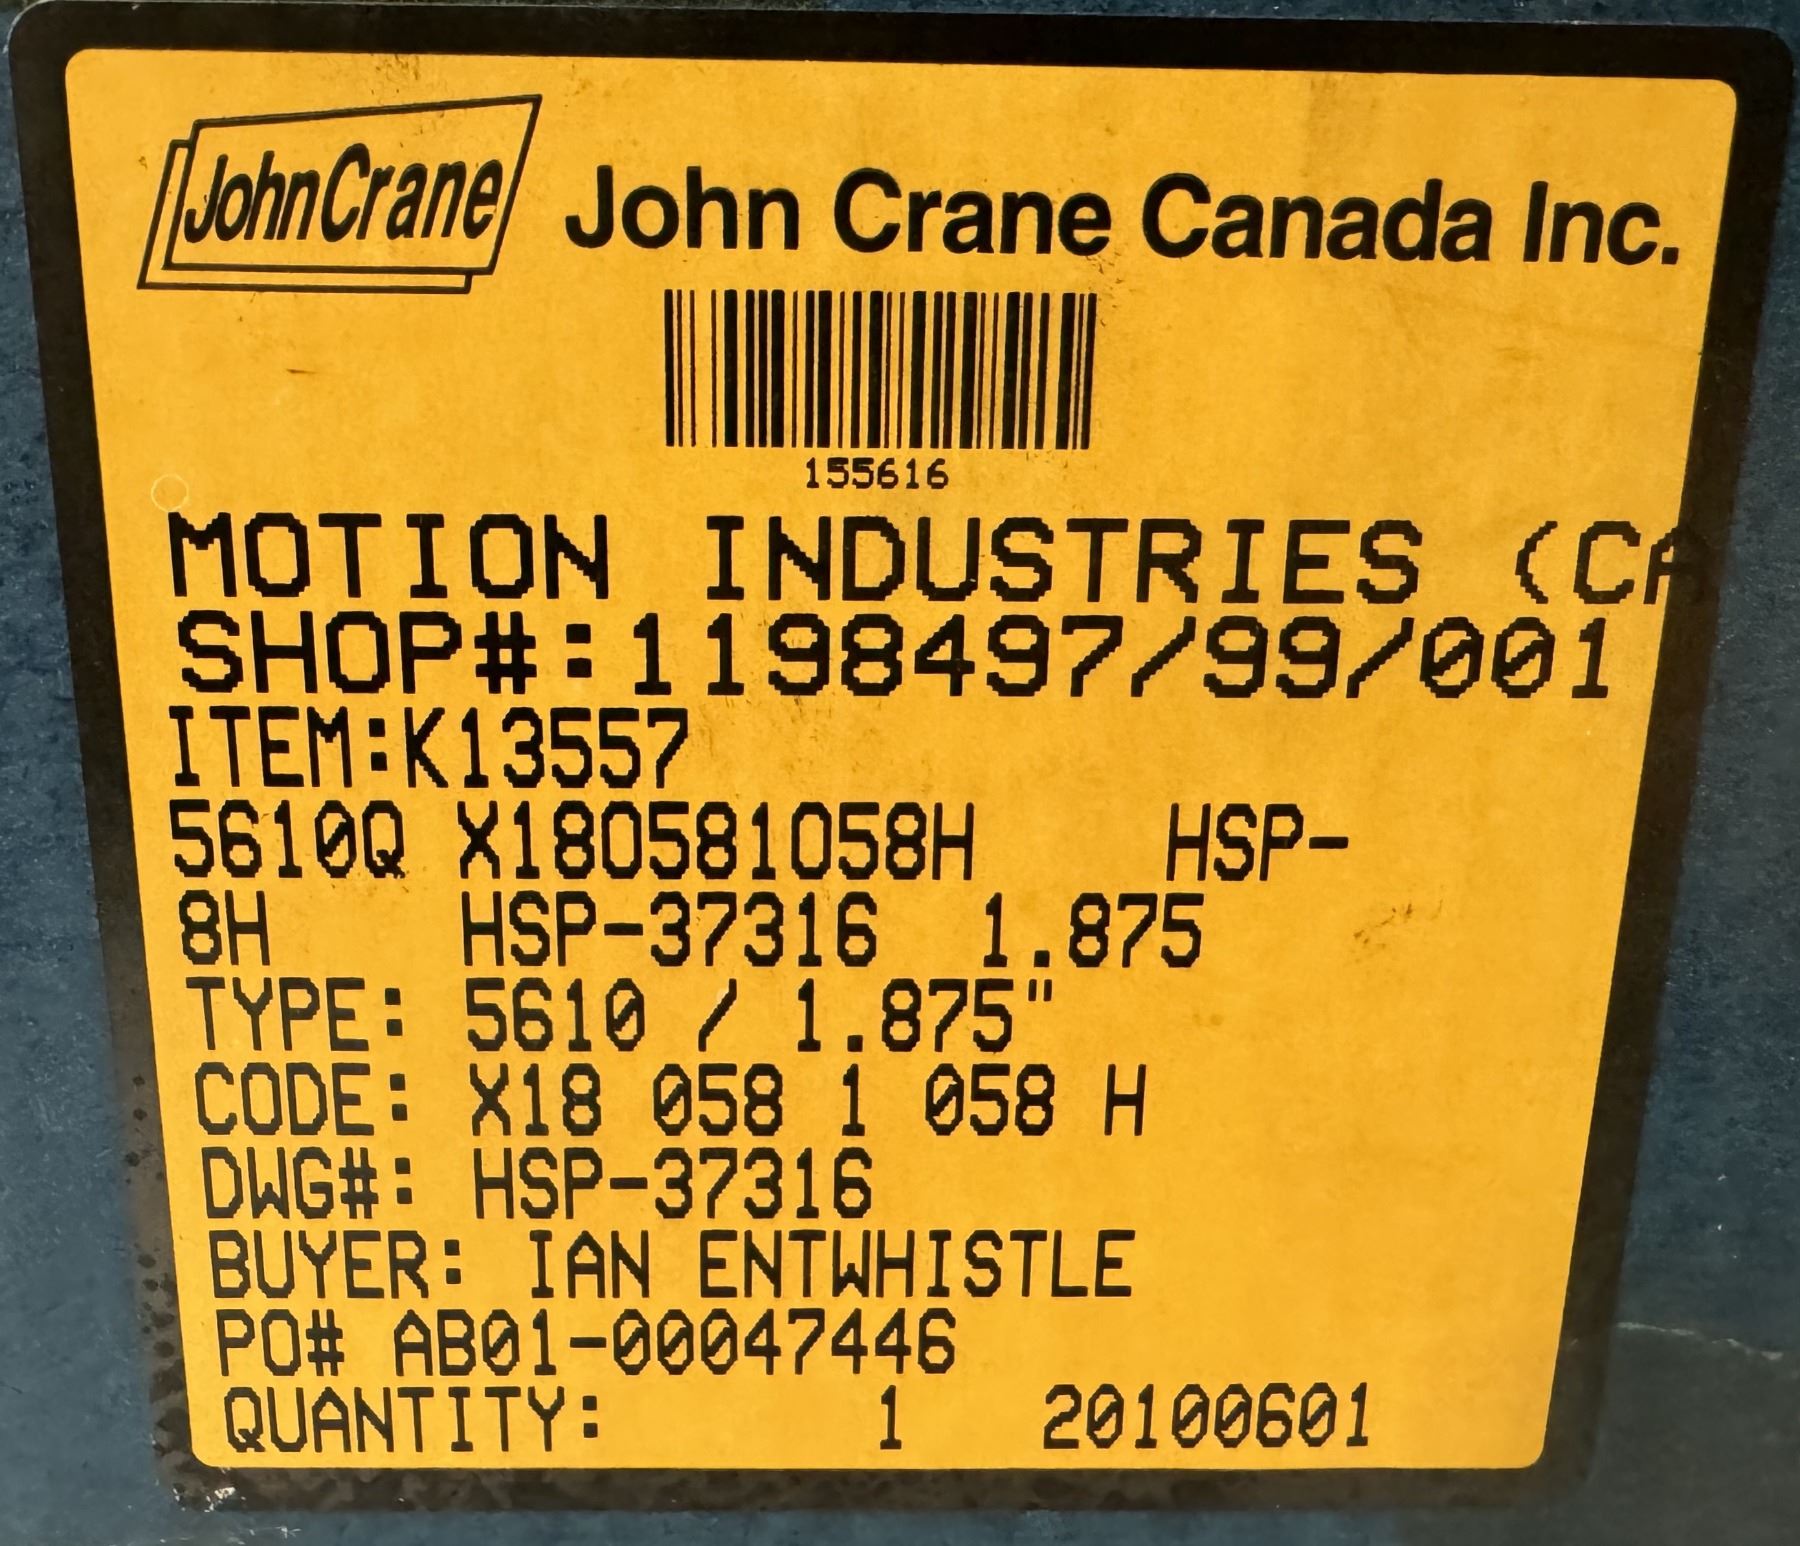 JohnCrane
John Crane Canada Inc.
155616
MOTION INDUSTRIES (CA
SHOP#:1198497/99/001
ITEM:K13557
5610Q X180581058H HSP-
8H HSP-37316 1.875
TYPE: 5610 / 1.875"
CODE: X18 058 1 058 H
DWG#: HSP-37316
BUYER: IAN ENTWHISTLE
PO# AB01-00047446
QUANTITY: 1 20100601